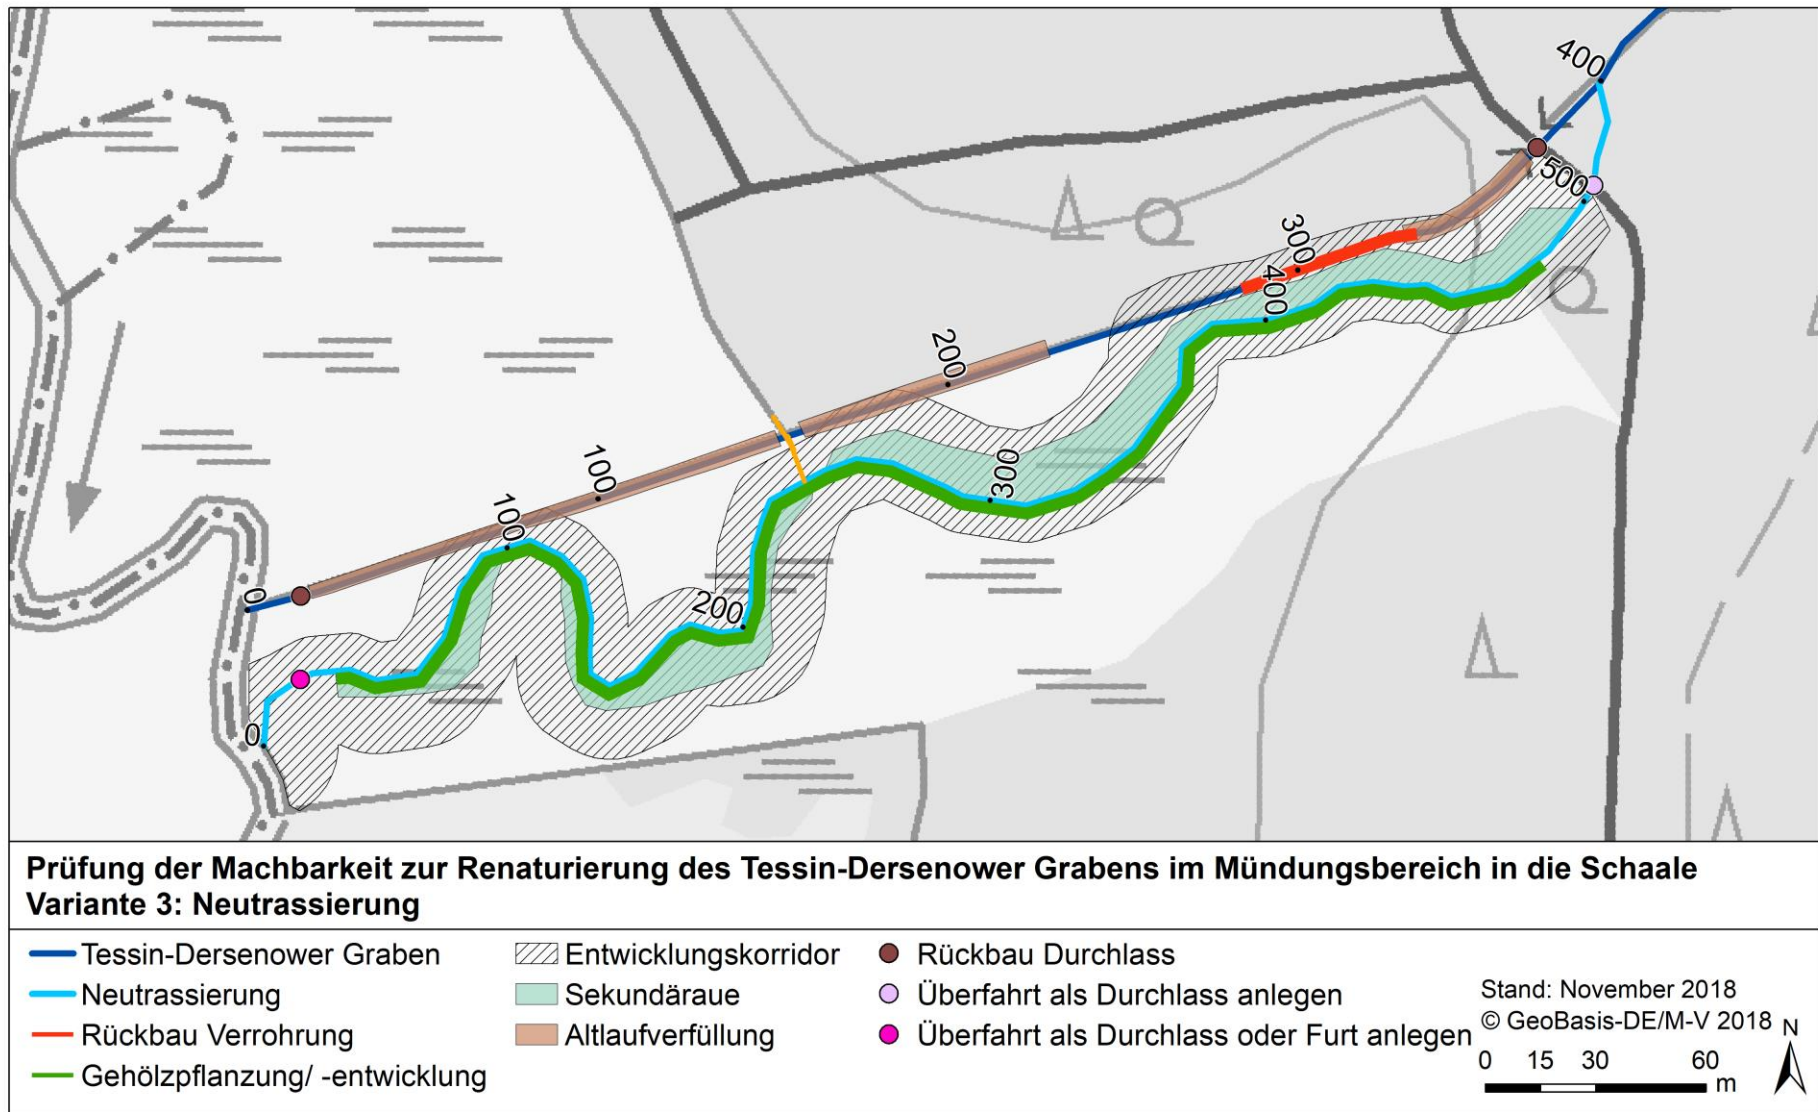 400
500
300
400
200
300
100
100
200
0
0
Prüfung der Machbarkeit zur Renaturierung des Tessin-Dersenower Grabens im Mündungsbereich in die Schaale
Variante 3: Neutrassierung
Tessin-Dersenower Graben
Neutrassierung
Rückbau Verrohrung
Gehölzpflanzung/ -entwicklung
Entwicklungskorridor
Sekundäraue
Altlaufverfüllung
Rückbau Durchlass
Überfahrt als Durchlass anlegen
Überfahrt als Durchlass oder Furt anlegen
Stand: November 2018
© GeoBasis-DE/M-V 2018
N
0 15 30 60
m